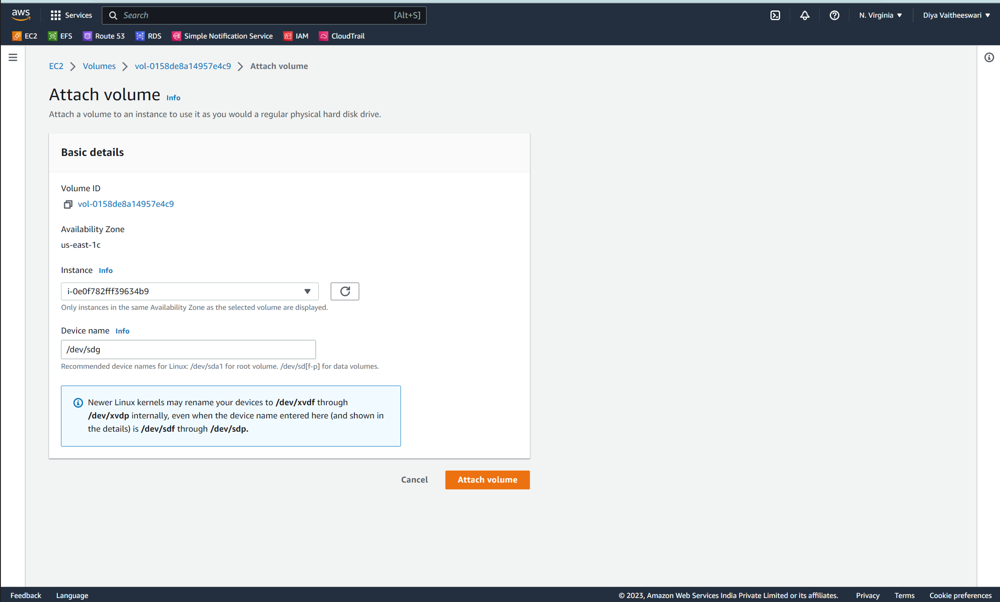 aws
Services
Search [Alt+S]
N. Virginia
Diya Vaitheeswari
EC2 EFS Route 53 RDS Simple Notification Service IAM CloudTrail
EC2 Volumes vol-0158de8a14957e4c9 Attach volume
Attach volume Info
Attach a volume to an instance to use it as you would a regular physical hard disk drive.
Basic details
Volume ID
vol-0158de8a14957e4c9
Availability Zone
us-east-1c
Instance Info
i-0e0f782fff39634b9
Only instances in the same Availability Zone as the selected volume are displayed.
Device name Info
/dev/sdg
Recommended device names for Linux: /dev/sda1 for root volume. /dev/sd[f-p] for data volumes.
Newer Linux kernels may rename your devices to /dev/xvdf through
/dev/xvdp internally, even when the device name entered here (and shown in
the details) is /dev/sdf through /dev/sdp.
Cancel Attach volume
Feedback Language © 2023, Amazon Web Services India Private Limited or its affiliates. Privacy Terms Cookie preferences